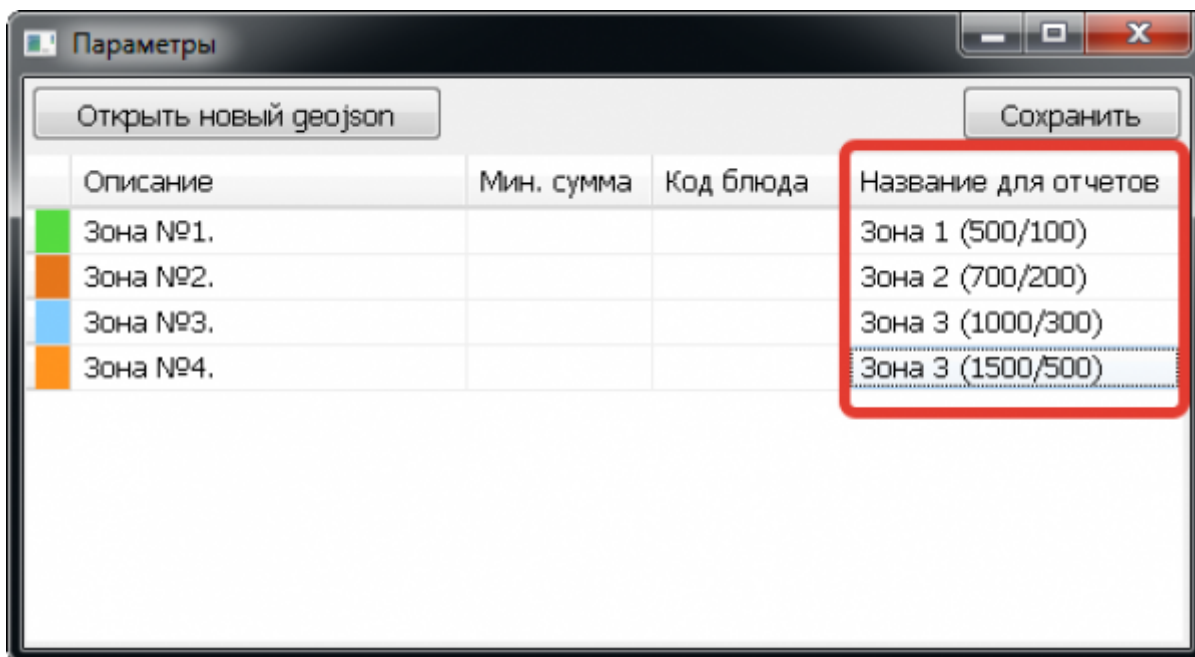 Параметры
Открыть новый geojson Сохранить
Описание Мин. сумма Код блюда Название для отчетов
Зона №1. Зона 1 (500/100)
Зона №2. Зона 2 (700/200)
Зона №3. Зона 3 (1000/300)
Зона №4. Зона 3 (1500/500)